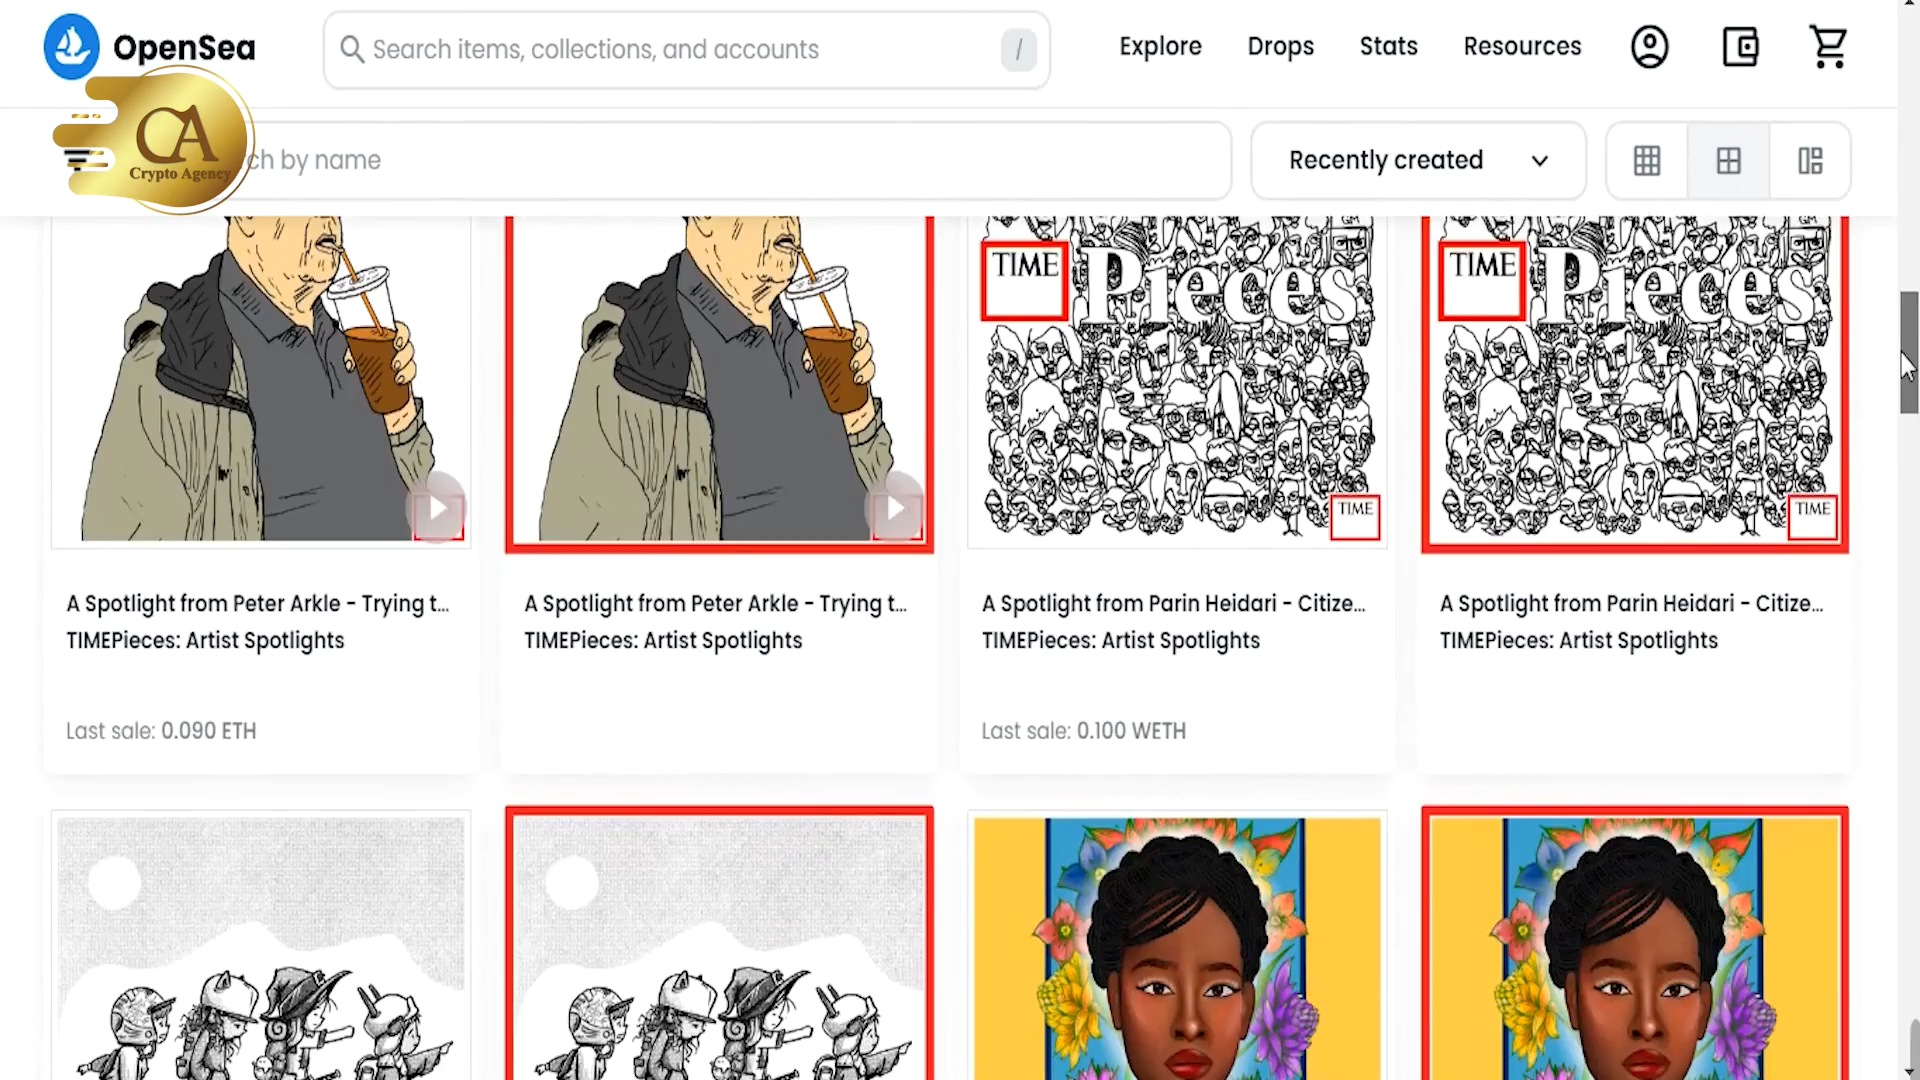 OpenSea
Search items, collections, and accounts
/
Explore
Drops
Stats
Resources
CA
Crypto Agency
ch by name
Recently created
TIME
Pieces
GM
TIME
TIME
Pieces
GM
TIME
A Spotlight from Peter Arkle - Trying t...
TIMEPieces: Artist Spotlights
Last sale: 0.090 ETH
A Spotlight from Peter Arkle - Trying t...
TIMEPieces: Artist Spotlights
A Spotlight from Parin Heidari - Citize...
TIMEPieces: Artist Spotlights
Last sale: 0.100 WETH
A Spotlight from Parin Heidari - Citize...
TIMEPieces: Artist Spotlights